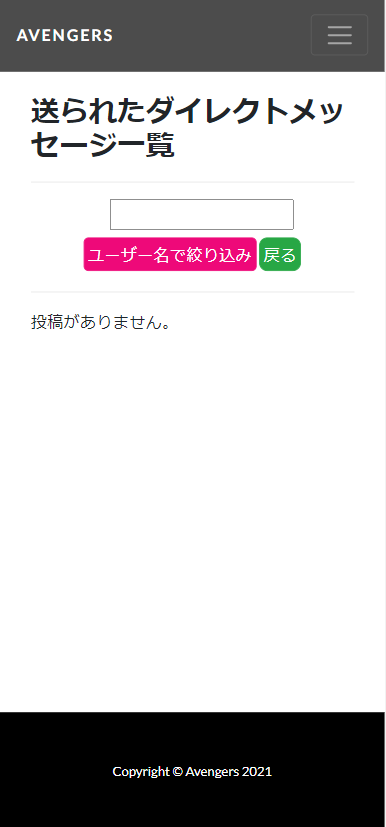 AVENGERS
送られたダイレクトメッ
セージ一覧
ユーザー名で絞り込み 戻る
投稿がありません。
Copyright © Avengers 2021